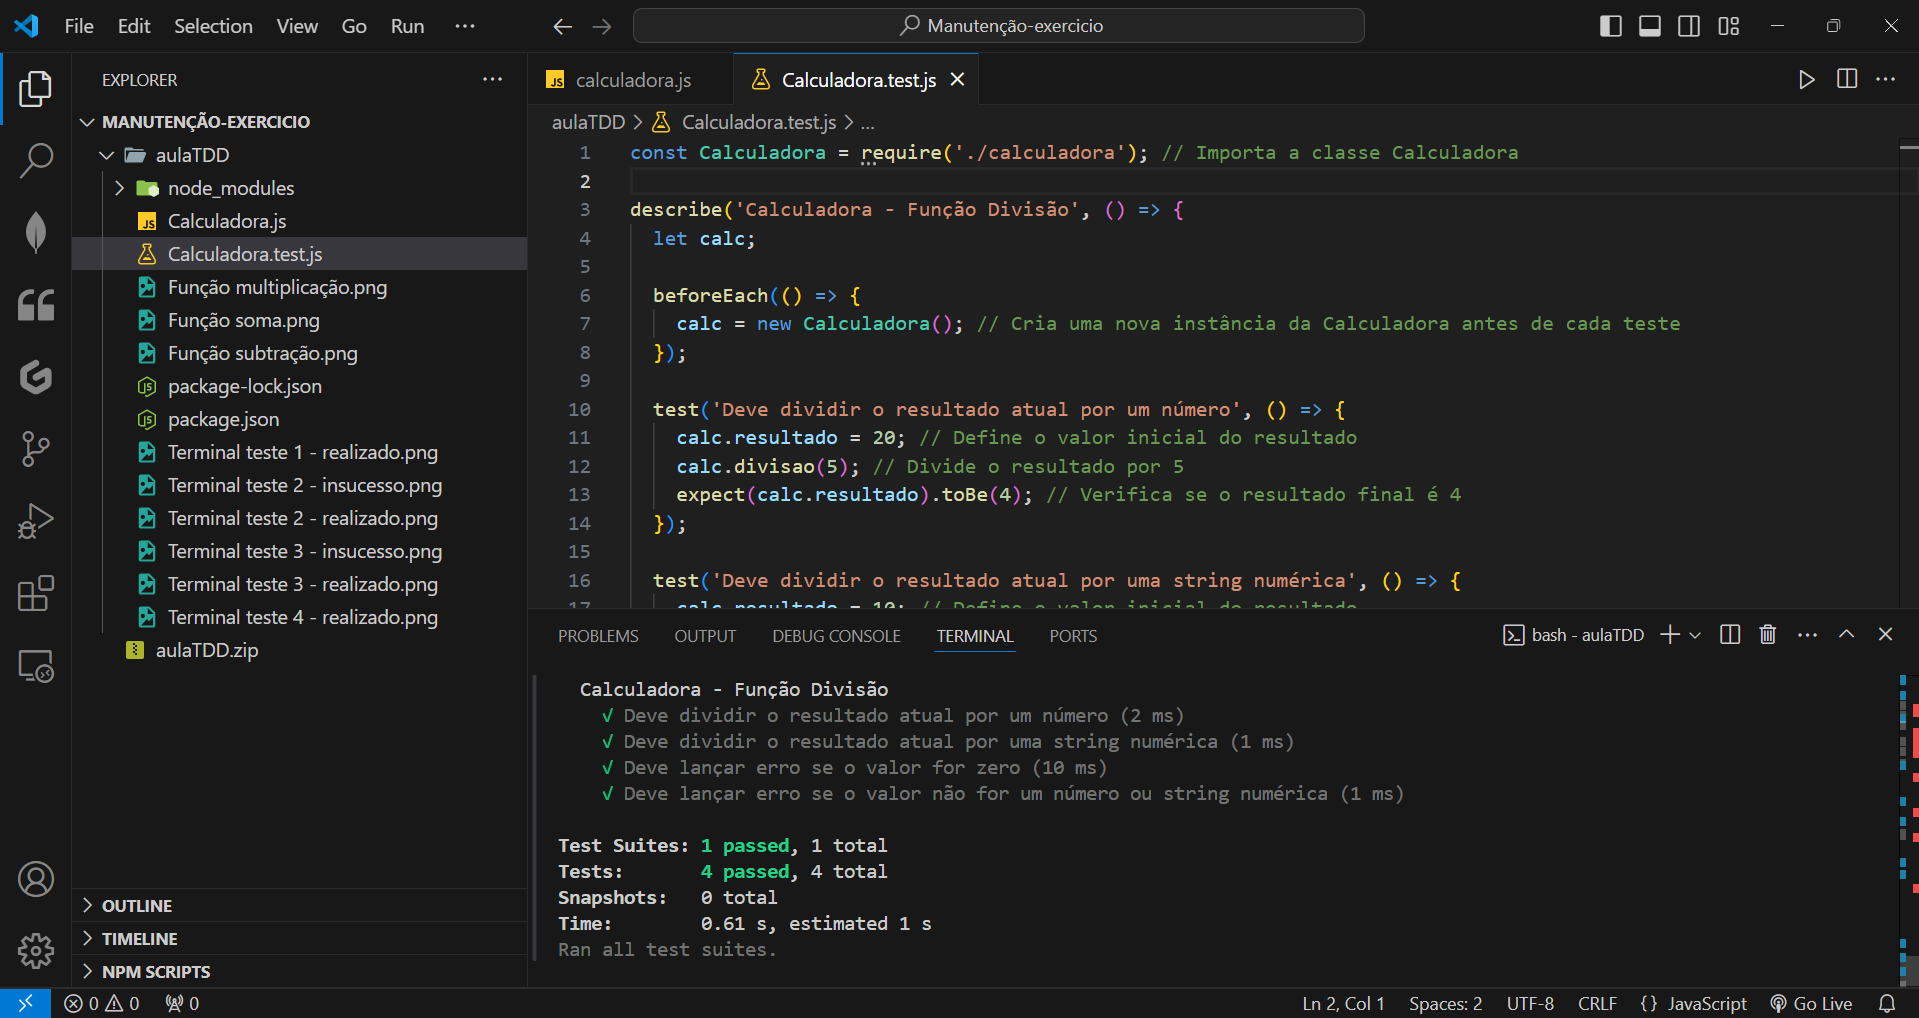 File Edit Selection View Go Run ...
Manutenção-exercicio
EXPLORER
MANUTENÇÃO-EXERCICIO
aulaTDD
node_modules
Calculadora.js
Calculadora.test.js
Função multiplicação.png
Função soma.png
Função subtração.png
package-lock.json
package.json
Terminal teste 1 - realizado.png
Terminal teste 2 - insucesso.png
Terminal teste 2 - realizado.png
Terminal teste 3 - insucesso.png
Terminal teste 3 - realizado.png
Terminal teste 4 - realizado.png
aulaTDD.zip
OUTLINE
TIMELINE
NPM SCRIPTS
JS calculadora.js
Calculadora.test.js
aulaTDD > Calculadora.test.js > ...
1 const Calculadora = require('./calculadora'); // Importa a classe Calculadora
2
3 describe('Calculadora - Função Divisão', () => {
4 let calc;
5
6 beforeEach(() => {
7 calc = new Calculadora(); // Cria uma nova instância da Calculadora antes de cada teste
8 });
9
10 test('Deve dividir o resultado atual por um número', () => {
11 calc.resultado = 20; // Define o valor inicial do resultado
12 calc.divisao(5); // Divide o resultado por 5
13 expect(calc.resultado).toBe(4); // Verifica se o resultado final é 4
14 });
15
16 test('Deve dividir o resultado atual por uma string numérica', () => {
17 calc.resultado = 10; // Define o valor inicial do resultado
PROBLEMS OUTPUT DEBUG CONSOLE TERMINAL PORTS
bash - aulaTDD
Calculadora - Função Divisão
√ Deve dividir o resultado atual por um número (2 ms)
√ Deve dividir o resultado atual por uma string numérica (1 ms)
√ Deve lançar erro se o valor for zero (10 ms)
√ Deve lançar erro se o valor não for um número ou string numérica (1 ms)
Test Suites: 1 passed, 1 total
Tests: 4 passed, 4 total
Snapshots: 0 total
Time: 0.61 s, estimated 1 s
Ran all test suites.
0 0 0
Ln 2, Col 1 Spaces: 2 UTF-8 CRLF {} JavaScript Go Live